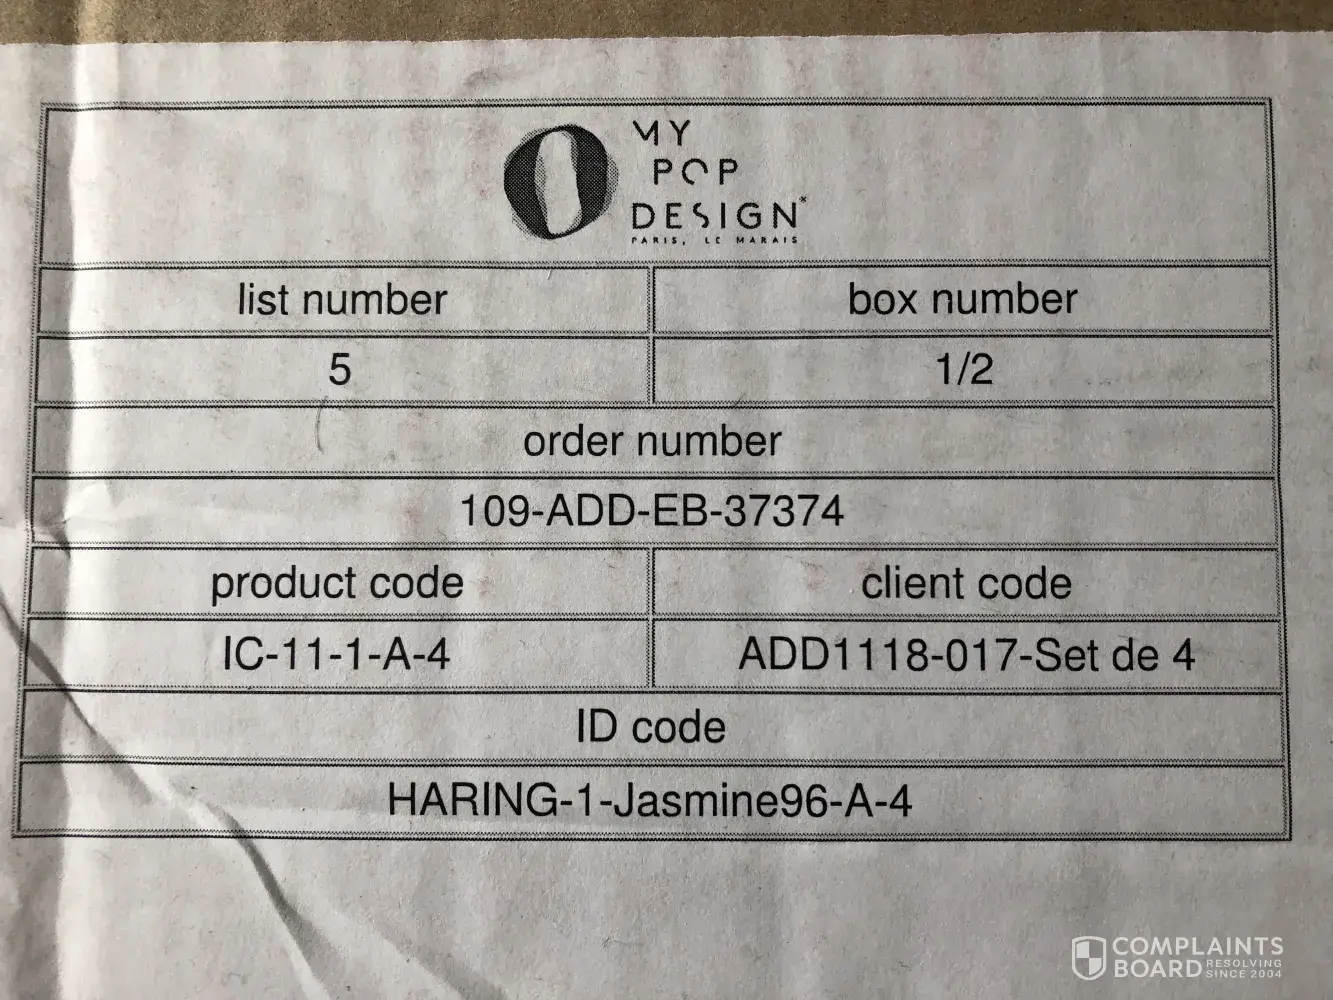 MY
POP
DESIGN*
PARIS, LE MARAIS
list number box number
5 1/2
order number
109-ADD-EB-37374
product code client code
IC-11-1-A-4 ADD1118-017-Set de 4
ID code
HARING-1-Jasmine96-A-4
COMPLAINTS
BOARD RESOLVING
SINCE 2004